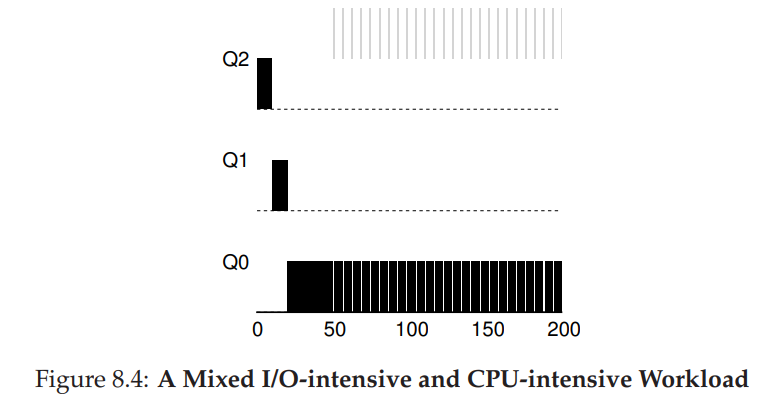 Q2
Q1
Q0
0 50 100 150 200
Figure 8.4: A Mixed I/O-intensive and CPU-intensive Workload